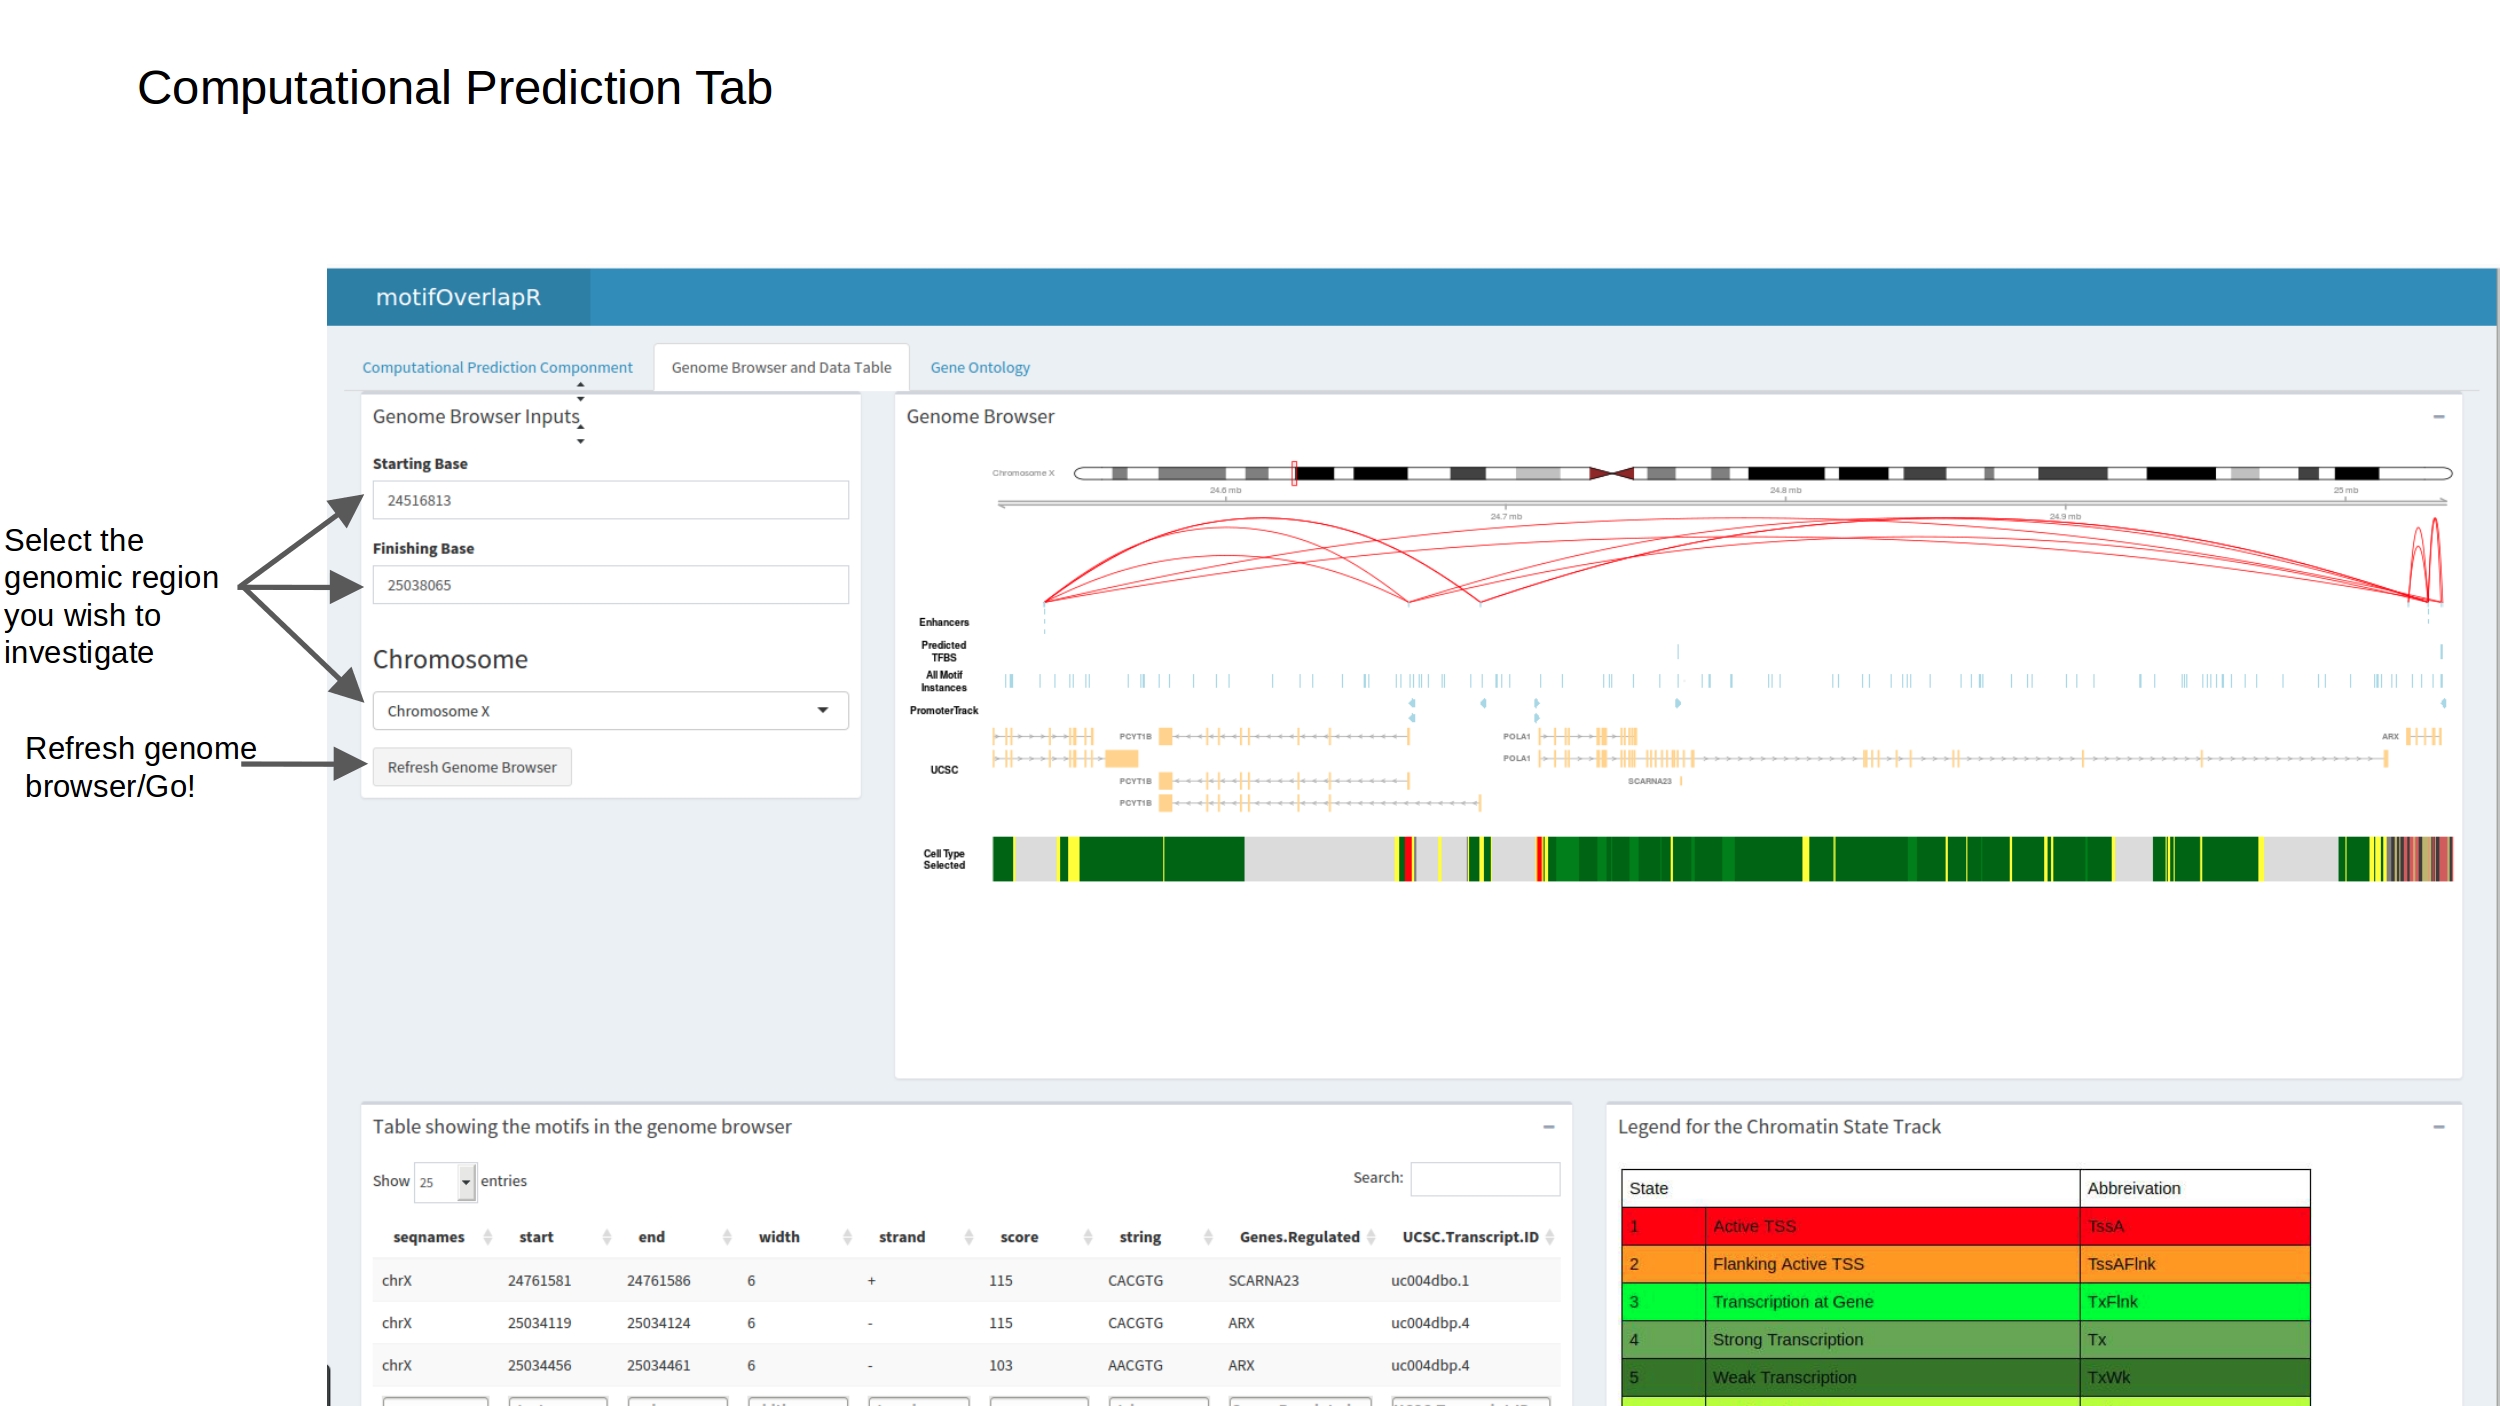 Computational Prediction Tab
motifOverlapR
Computational Prediction Componment
Genome Browser and Data Table
Gene Ontology
Genome Browser Inputs
Starting Base
24516813
Finishing Base
25038065
Chromosome
Chromosome X
Refresh Genome Browser
Select the
genomic region
you wish to
investigate
Refresh genome
browser/Go!
Genome Browser
Chromosome X
24.6 mb
24.8 mb
25 mb
24.7 mb
24.9 mb
Enhancers
Predicted
TFBS
All Motif
Instances
PromoterTrack
PCYT1B
POLA1
ARX
POLA1
UCSC
PCYT1B
SCARNA23
PCYT1B
Cell Type
Selected
Table showing the motifs in the genome browser
Show 25 entries
Search:
seqnames start end width strand score string Genes.Regulated UCSC.Transcript.ID
chrX 24761581 24761586 6 + 115 CACGTG SCARNA23 uc004dbo.1
chrX 25034119 25034124 6 - 115 CACGTG ARX uc004dbp.4
chrX 25034456 25034461 6 - 103 AACGTG ARX uc004dbp.4
Legend for the Chromatin State Track
State Abbreivation
1 Active TSS TssA
2 Flanking Active TSS TssAFlnk
3 Transcription at Gene TxFlnk
4 Strong Transcription Tx
5 Weak Transcription TxWk